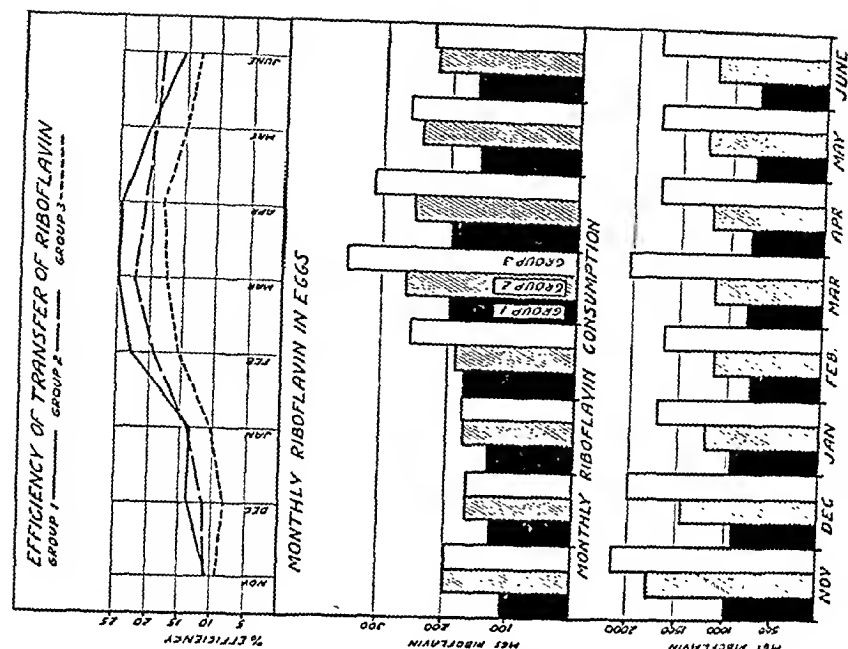 EFFICIENCY OF TRANSFER OF RIBOFLAVIN
GROUP 1 GROUP 2 GROUP 3
25
20
15
10
5
% EFFICIENCY
NOV DEC JAN FEB MAR APR MAY JUNE
MONTHLY RIBOFLAVIN IN EGGS
300
200
100
MGS RIBOFLAVIN
GROUP 1
GROUP 2
GROUP 3
MONTHLY RIBOFLAVIN CONSUMPTION
2000
1500
1000
500
MGS RIBOFLAVIN
NOV DEC JAN FEB. MAR APR MAY JUNE